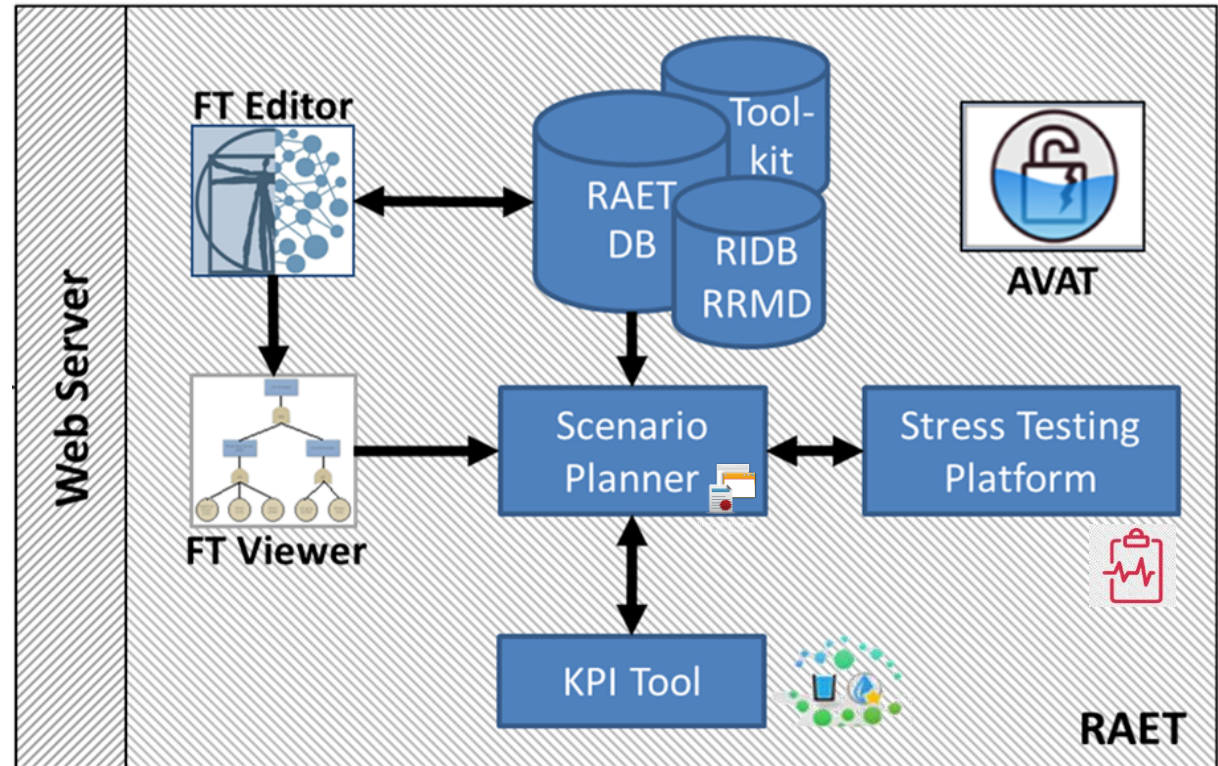 Web Server
FT Editor
Tool-
kit
RAET
DB
RIDB
RRMD
AVAT
FT Viewer
Scenario
Planner
Stress Testing
Platform
KPI Tool
RAET